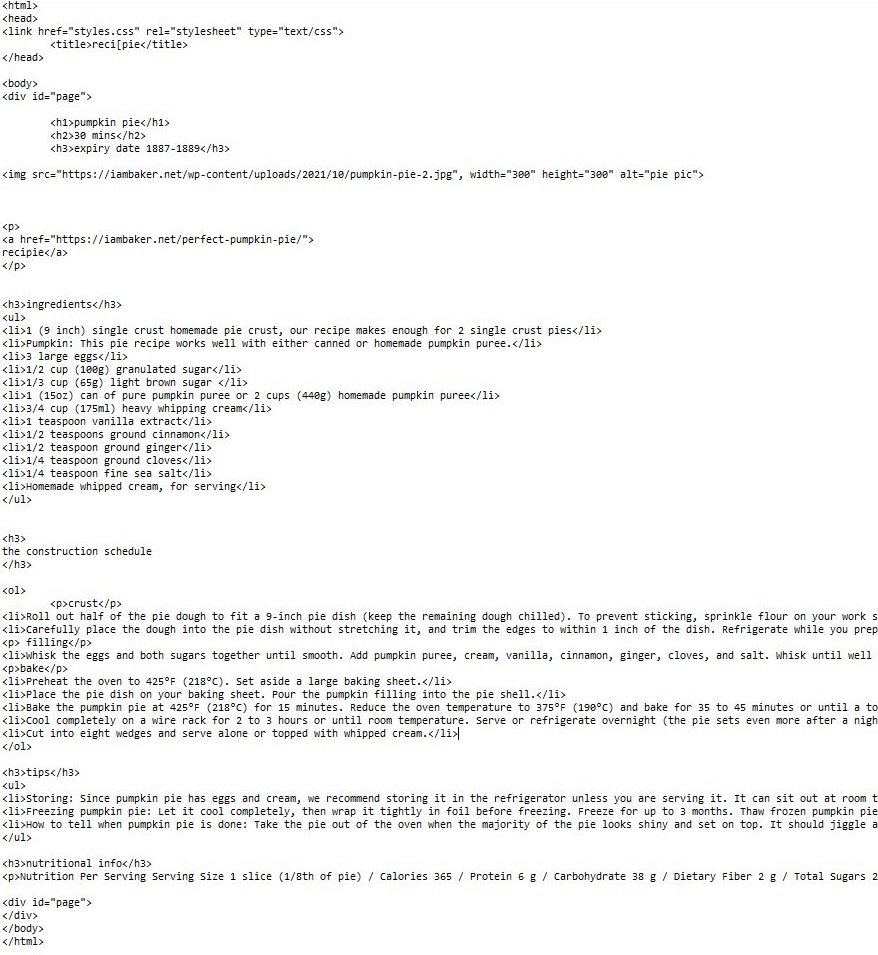 <html>
<head>
<link href="styles.css" rel="stylesheet" type="text/css">
<title>reci[pie</title>
</head>
<body>
<div id="page">
<h1>pumpkin pie</h1>
<h2>30 mins</h2>
<h3>expiry date 1887-1889</h3>
<img src="https://iambaker.net/wp-content/uploads/2021/10/pumpkin-pie-2.jpg", width="300" height="300" alt="pie pic">
<p>
<a href="https://iambaker.net/perfect-pumpkin-pie/">
recipie</a>
</p>
<h3>ingredients</h3>
<ul>
<li>1 (9 inch) single crust homemade pie crust, our recipe makes enough for 2 single crust pies</li>
<li>Pumpkin: This pie recipe works well with either canned or homemade pumpkin puree.</li>
<li>3 large eggs</li>
<li>1/2 cup (100g) granulated sugar</li>
<li>1/3 cup (65g) light brown sugar </li>
<li>1 (15oz) can of pure pumpkin puree or 2 cups (440g) homemade pumpkin puree</li>
<li>3/4 cup (175ml) heavy whipping cream</li>
<li>1 teaspoon vanilla extract</li>
<li>1/2 teaspoons ground cinnamon</li>
<li>1/2 teaspoon ground ginger</li>
<li>1/4 teaspoon ground cloves</li>
<li>1/4 teaspoon fine sea salt</li>
<li>Homemade whipped cream, for serving</li>
</ul>
<h3>
the construction schedule
</h3>
<ol>
<p>crust</p>
<li>Roll out half of the pie dough to fit a 9-inch pie dish (keep the remaining dough chilled). To prevent sticking, sprinkle flour on your work s
<li>Carefully place the dough into the pie dish without stretching it, and trim the edges to within 1 inch of the dish. Refrigerate while you prep
<p> filling</p>
<li>Whisk the eggs and both sugars together until smooth. Add pumpkin puree, cream, vanilla, cinnamon, ginger, cloves, and salt. Whisk until well
<p>bake</p>
<li>Preheat the oven to 425°F (218°C). Set aside a large baking sheet.</li>
<li>Place the pie dish on your baking sheet. Pour the pumpkin filling into the pie shell.</li>
<li>Bake the pumpkin pie at 425°F (218°C) for 15 minutes. Reduce the oven temperature to 375°F (190°C) and bake for 35 to 45 minutes or until a to
<li>Cool completely on a wire rack for 2 to 3 hours or until room temperature. Serve or refrigerate overnight (the pie sets even more after a nigh
<li>Cut into eight wedges and serve alone or topped with whipped cream.</li>
</ol>
<h3>tips</h3>
<ul>
<li>Storing: Since pumpkin pie has eggs and cream, we recommend storing it in the refrigerator unless you are serving it. It can sit out at room t
<li>Freezing pumpkin pie: Let it cool completely, then wrap it tightly in foil before freezing. Freeze for up to 3 months. Thaw frozen pumpkin pie
<li>How to tell when pumpkin pie is done: Take the pie out of the oven when the majority of the pie looks shiny and set on top. It should jiggle a
</ul>
<h3>nutritional info</h3>
<p>Nutrition Per Serving Serving Size 1 slice (1/8th of pie) / Calories 365 / Protein 6 g / Carbohydrate 38 g / Dietary Fiber 2 g / Total Sugars 2
<div id="page">
</div>
</body>
</html>